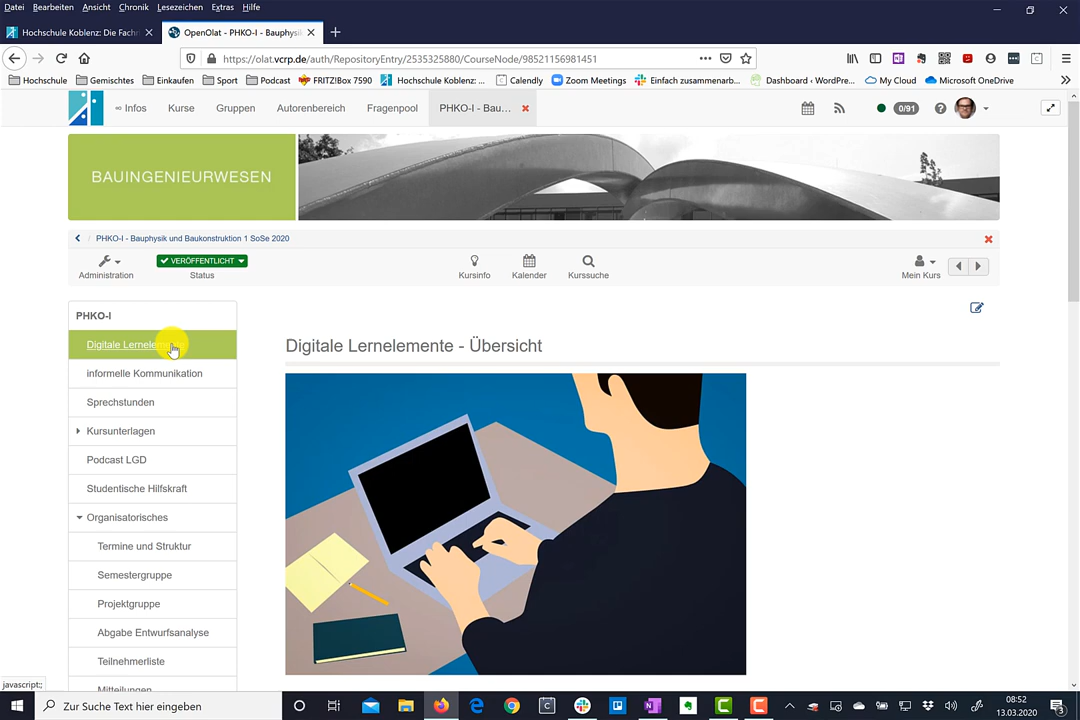 Datei Bearbeiten Ansicht Chronik Lesezeichen Extras Hilfe
Hochschule Koblenz: Die Fachh
OpenOlat - PHKO-I - Bauphysik
https://olat.vcrp.de/auth/RepositoryEntry/2535325880/CourseNode/98521156981451
Hochschule Gemischtes Einkaufen Sport Podcast FRITZ!Box 7590 Hochschule Koblenz: ... Calendly Zoom Meetings Einfach zusammenarb... Dashboard ‹ WordPre... My Cloud Microsoft OneDrive
Infos Kurse Gruppen Autorenbereich Fragenpool PHKO-I - Bau... 0/91
BAUINGENIEURWESEN
PHKO-I - Bauphysik und Baukonstruktion 1 SoSe 2020
VERÖFFENTLICHT
Administration Status Kursinfo Kalender Kurssuche Mein Kurs
PHKO-I
Digitale Lernelemente
informelle Kommunikation
Sprechstunden
Kursunterlagen
Podcast LGD
Studentische Hilfskraft
Organisatorisches
Termine und Struktur
Semestergruppe
Projektgruppe
Abgabe Entwurfsanalyse
Teilnehmerliste
Mitteilungen
Digitale Lernelemente - Übersicht
javascript:;
Zur Suche Text hier eingeben
08:52
13.03.2020
3